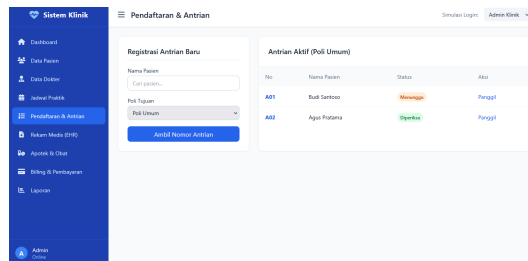 Sistem Klinik
Dashboard
Data Pasien
Data Dokter
Jadwal Praktik
Pendaftaran & Antrian
Rekam Medis (EHR)
Apotek & Obat
Billing & Pembayaran
Laporan
A
Admin
Online
Pendaftaran & Antrian
Simulasi Login: Admin Klinik
Registrasi Antrian Baru
Nama Pasien
Cari pasien...
Poli Tujuan
Poli Umum
Ambil Nomor Antrian
Antrian Aktif (Poli Umum)
No Nama Pasien Status Aksi
A01 Budi Santoso Menunggu Panggil
A02 Agus Pratama Diperiksa Panggil